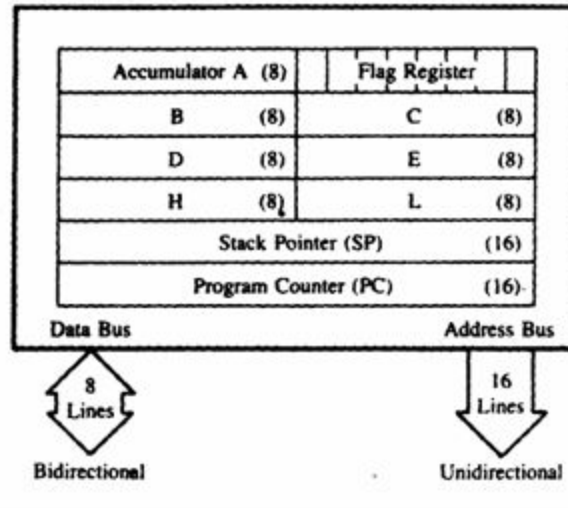 Accumulator A (8) Flag Register
B (8) C (8)
D (8) E (8)
H (8) L (8)
Stack Pointer (SP) (16)
Program Counter (PC) (16)
Data Bus Address Bus
8 Lines 16 Lines
Bidirectional Unidirectional